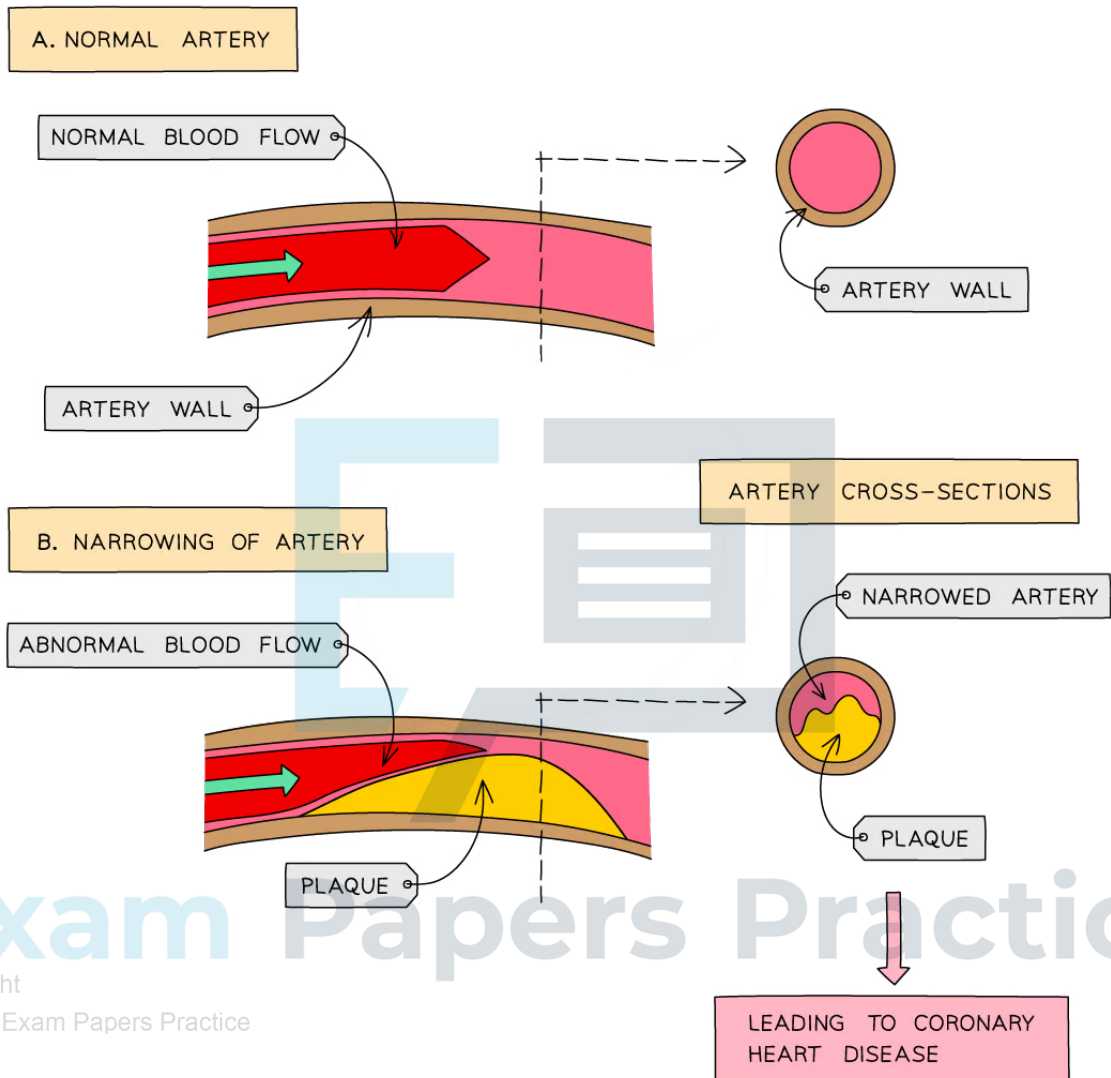 A. NORMAL ARTERY
NORMAL BLOOD FLOW
ARTERY WALL
ARTERY WALL
ARTERY CROSS-SECTIONS
B. NARROWING OF ARTERY
NARROWED ARTERY
ABNORMAL BLOOD FLOW
PLAQUE
PLAQUE
xam Papers Practic
ht
Exam Papers Practice
LEADING TO CORONARY
HEART DISEASE